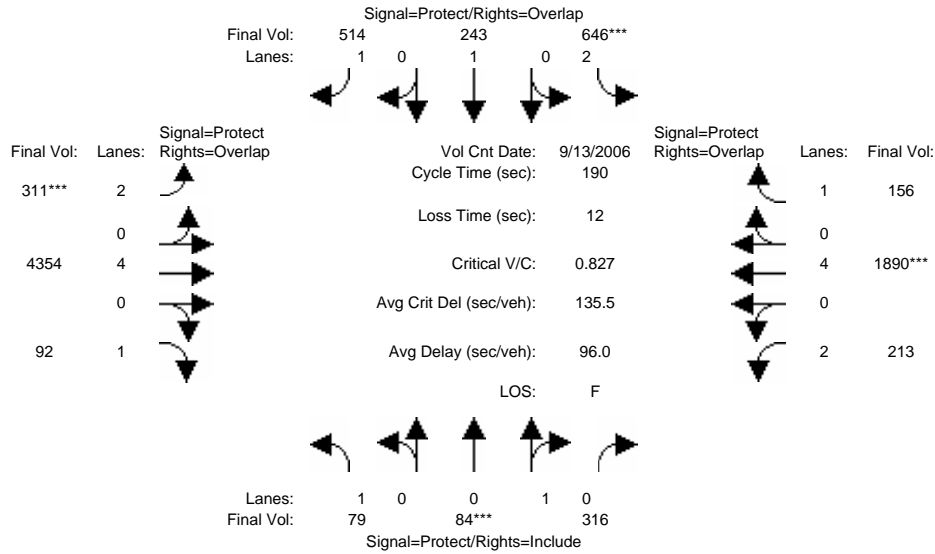 Signal=Protect/Rights=Overlap
Final Vol: 514 243 646***
Lanes: 1 0 1 0 2
Signal=Protect Signal=Protect
Final Vol: Lanes: Rights=Overlap Vol Cnt Date: 9/13/2006 Rights=Overlap Lanes: Final Vol:
Cycle Time (sec): 190
311*** 2 1 156
Loss Time (sec): 12
0 0
4354 4 Critical V/C: 0.827 4 1890***
0 Avg Crit Del (sec/veh): 135.5 0
92 1 Avg Delay (sec/veh): 96.0 2 213
LOS: F
Lanes: 1 0 0 1 0
Final Vol: 79 84*** 316
Signal=Protect/Rights=Include